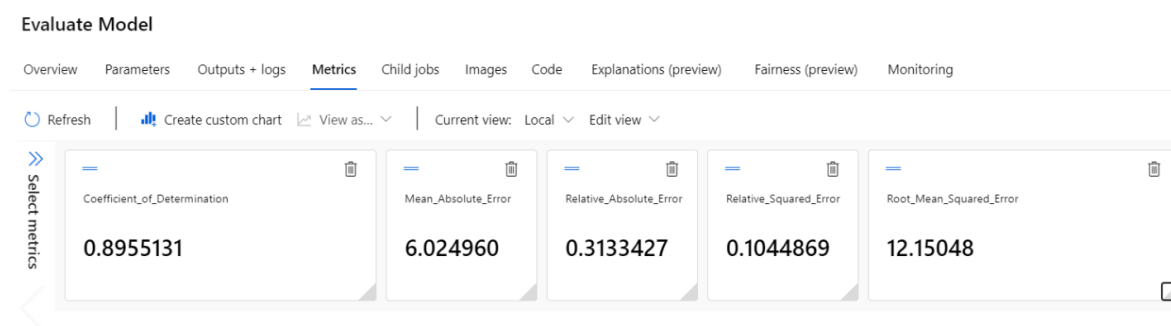 Evaluate Model
Overview Parameters Outputs + logs Metrics Child jobs Images Code Explanations (preview) Fairness (preview) Monitoring
Refresh Create custom chart View as... Current view: Local Edit view
Select metrics
Coefficient_of_Determination Mean_Absolute_Error Relative_Absolute_Error Relative_Squared_Error Root_Mean_Squared_Error
0.8955131 6.024960 0.3133427 0.1044869 12.15048